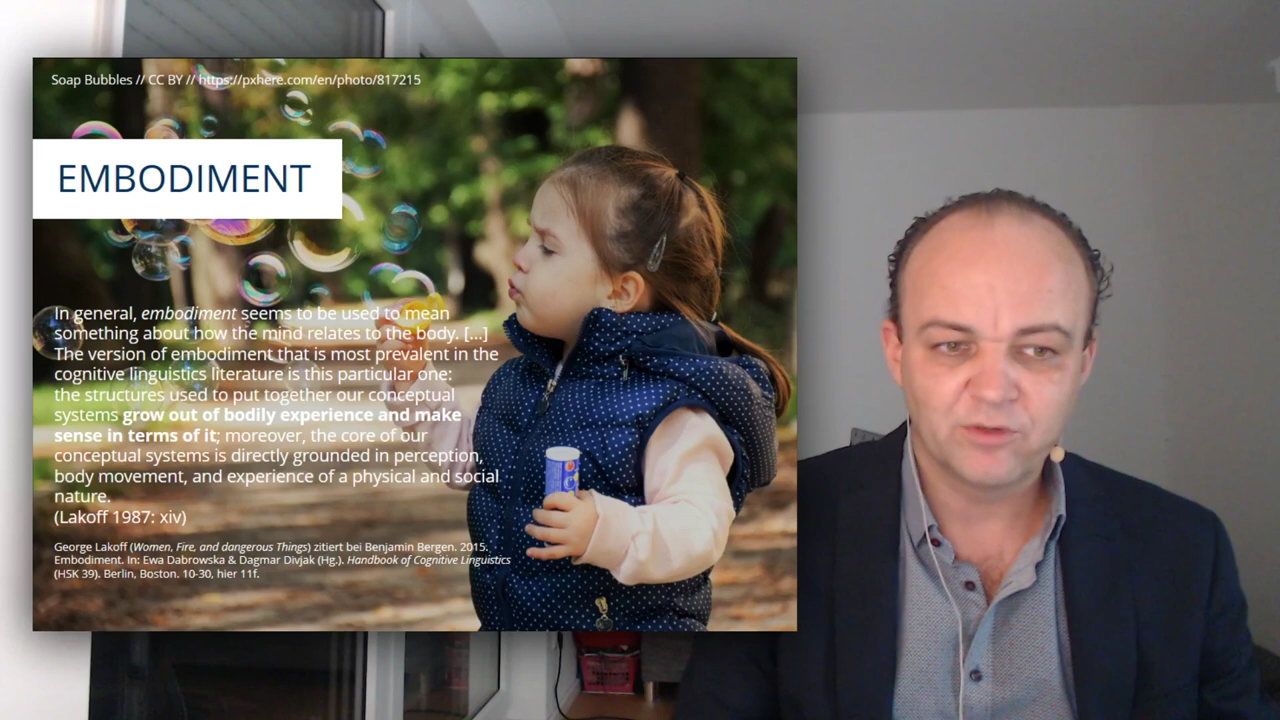 Soap Bubbles // CC BY // https://pxhere.com/en/photo/817215
EMBODIMENT
In general, embodiment seems to be used to mean
something about how the mind relates to the body. [...]
The version of embodiment that is most prevalent in the
cognitive linguistics literature is this particular one:
the structures used to put together our conceptual
systems grow out of bodily experience and make
sense in terms of it; moreover, the core of our
conceptual systems is directly grounded in perception,
body movement, and experience of a physical and social
nature.
(Lakoff 1987: xiv)
George Lakoff (Women, Fire, and dangerous Things) zitiert bei Benjamin Bergen. 2015.
Embodiment. In: Ewa Dabrowska & Dagmar Divjak (Hg.). Handbook of Cognitive Linguistics
(HSK 39). Berlin, Boston. 10-30, hier 11f.